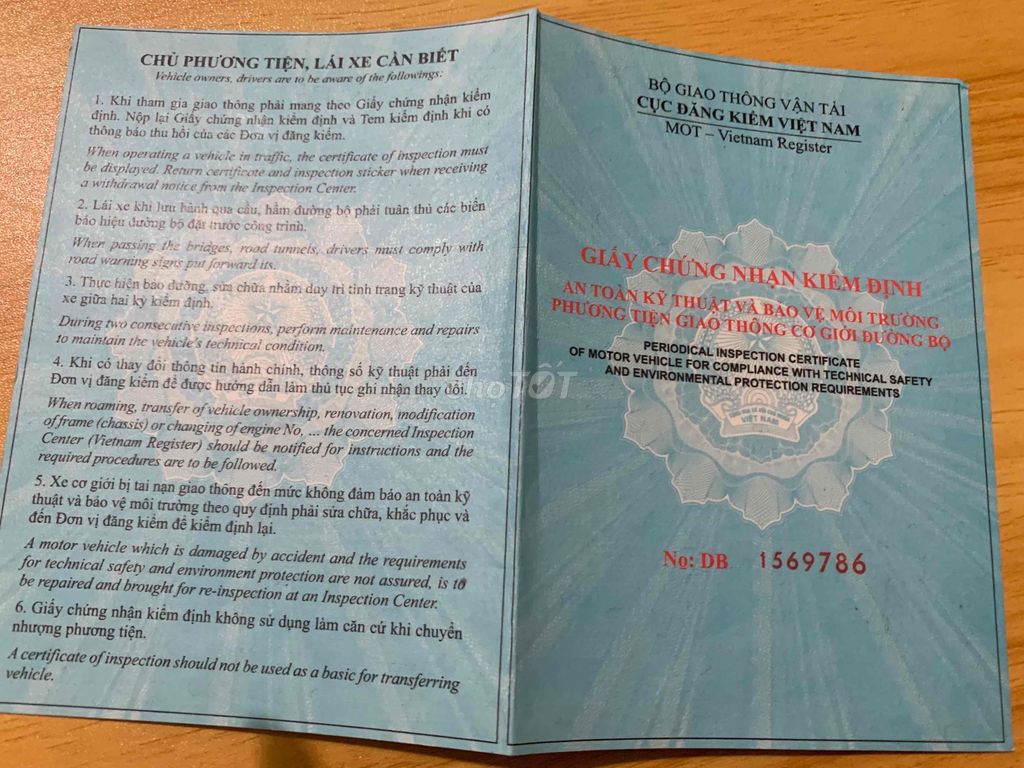 CHỦ PHƯƠNG TIỆN, LÁI XE CẦN BIẾT
Vehicle owners, drivers are to be aware of the followings:
1. Khi tham gia giao thông phải mang theo Giấy chứng nhận kiểm
định. Nộp lại Giấy chứng nhận kiểm định và Tem kiểm định khi có
thông báo thu hồi của các Đơn vị đăng kiểm.
When operating a vehicle in traffic, the certificate of inspection must
be displayed. Return certificate and inspection sticker when receiving
a withdrawal notice from the Inspection Center.
2. Lái xe khi lưu hành qua cầu, hầm đường bộ phải tuân thủ các biển
báo hiệu đường bộ đặt trước công trình.
When passing the bridges, road tunnels, drivers must comply with
road warning signs put forward its.
3. Thực hiện bảo dưỡng, sửa chữa nhằm duy trì tình trạng kỹ thuật của
xe giữa hai kỳ kiểm định.
During two consecutive inspections, perform maintenance and repairs
to maintain the vehicle's technical condition.
4. Khi có thay đổi thông tin hành chính, thông số kỹ thuật phải đến
Đơn vị đăng kiểm để được hướng dẫn làm thủ tục ghi nhận thay đổi.
When roaming, transfer of vehicle ownership, renovation, modification
of frame (chassis) or changing of engine No, ... the concerned Inspection
Center (Vietnam Register) should be notified for instructions and the
required procedures are to be followed.
5. Xe cơ giới bị tai nạn giao thông đến mức không đảm bảo an toàn kỹ
thuật và bảo vệ môi trường theo quy định phải sửa chữa, khắc phục và
đến Đơn vị đăng kiểm để kiểm định lại.
A motor vehicle which is damaged by accident and the requirements
for technical safety and environment protection are not assured, is to
be repaired and brought for re-inspection at an Inspection Center.
6. Giấy chứng nhận kiểm định không sử dụng làm căn cứ khi chuyển
nhượng phương tiện.
A certificate of inspection should not be used as a basic for transferring
vehicle.
BỘ GIAO THÔNG VẬN TẢI
CỤC ĐĂNG KIỂM VIỆT NAM
MOT – Vietnam Register
GIẤY CHỨNG NHẬN KIỂM ĐỊNH
AN TOÀN KỸ THUẬT VÀ BẢO VỆ MÔI TRƯỜNG
PHƯƠNG TIỆN GIAO THÔNG CƠ GIỚI ĐƯỜNG BỘ
PERIODICAL INSPECTION CERTIFICATE
OF MOTOR VEHICLE FOR COMPLIANCE WITH TECHNICAL SAFETY
AND ENVIRONMENTAL PROTECTION REQUIREMENTS
VIỆT NAM
No: DB 1569786
choTỐT